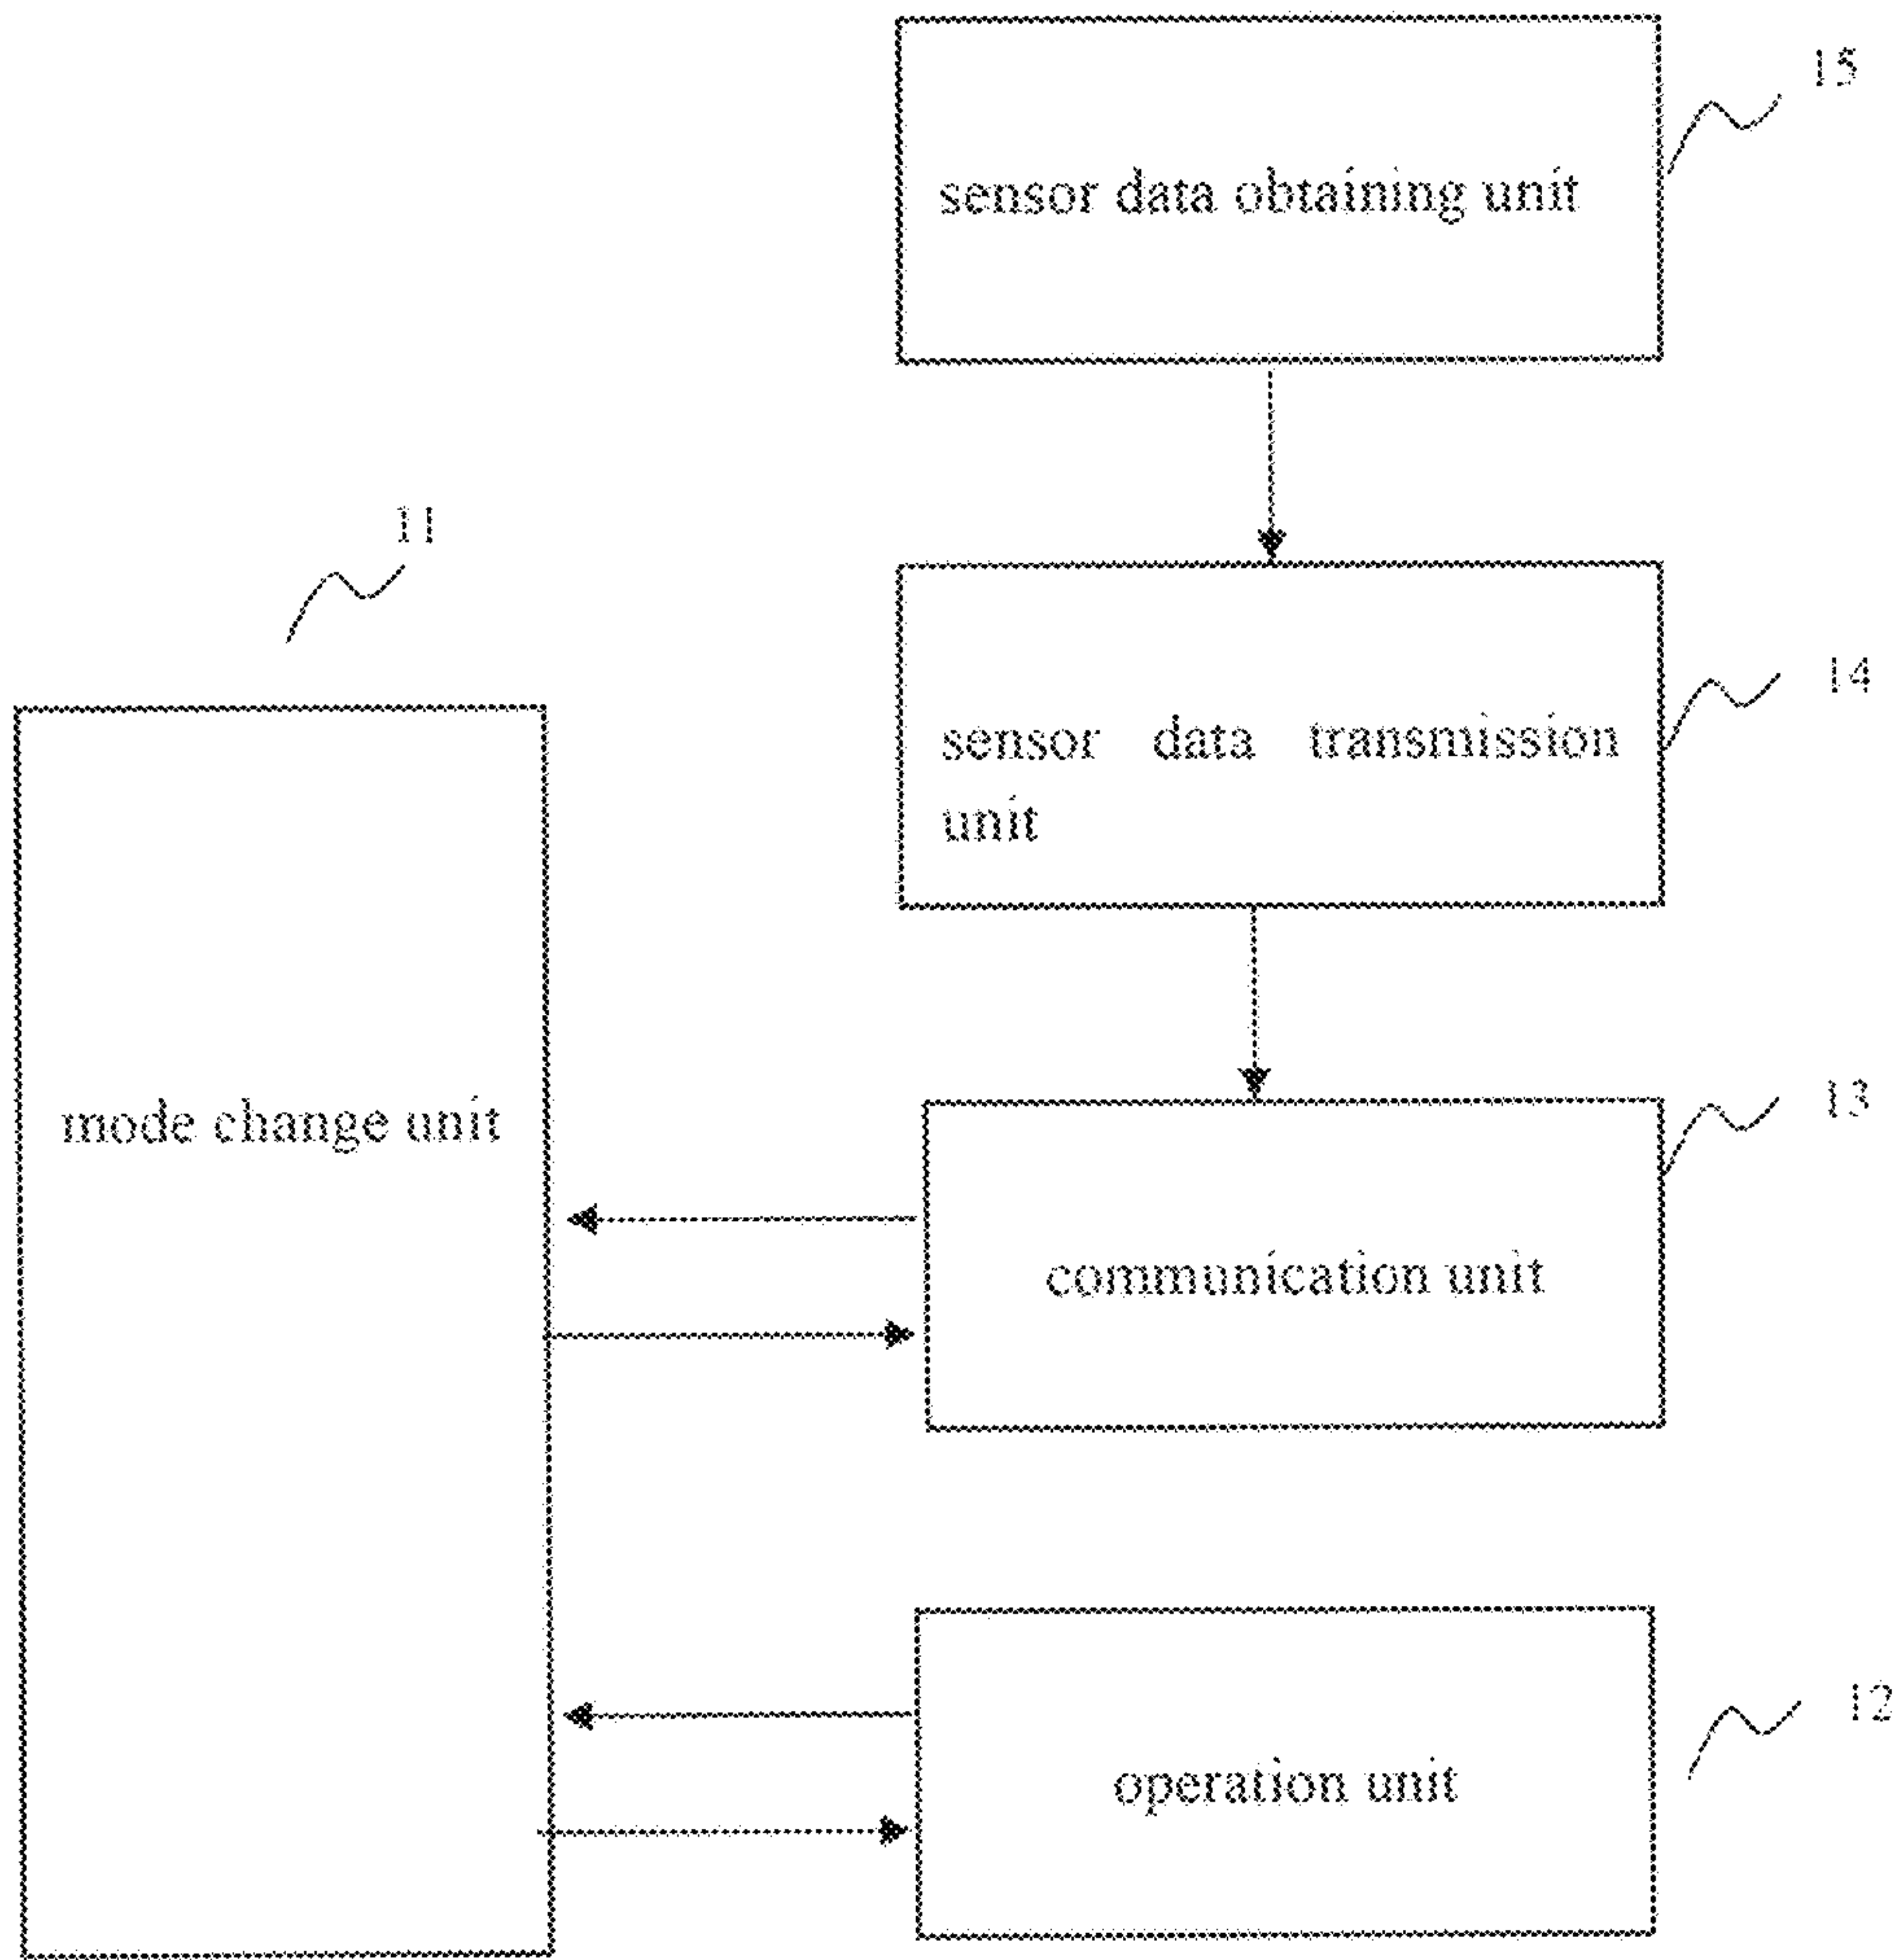 15
sensor data obtaining unit
11
14
sensor data transmission
unit
13
mode change unit
communication unit
12
operation unit